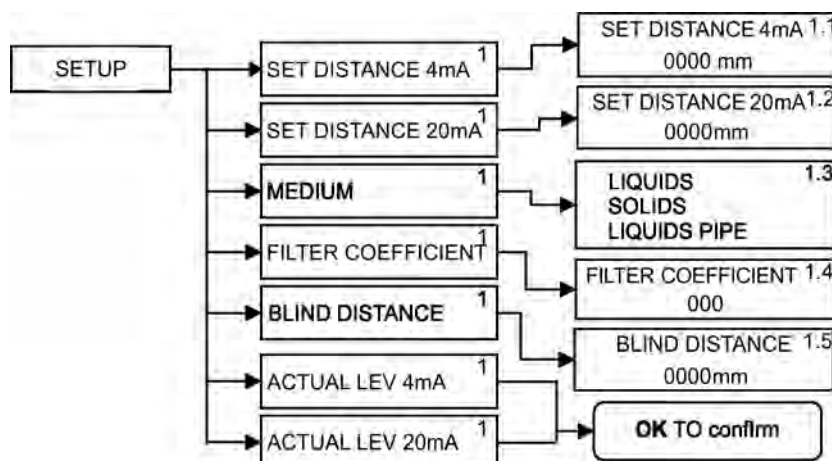 SETUP
SET DISTANCE 4mA 1
SET DISTANCE 20mA 1
MEDIUM 1
FILTER COEFFICIENT 1
BLIND DISTANCE 1
ACTUAL LEV 4mA 1
ACTUAL LEV 20mA 1
SET DISTANCE 4mA 1.1
0000 mm
SET DISTANCE 20mA 1.2
0000mm
1.3
LIQUIDS
SOLIDS
LIQUIDS PIPE
FILTER COEFFICIENT 1.4
000
BLIND DISTANCE 1.5
0000mm
OK TO confirm